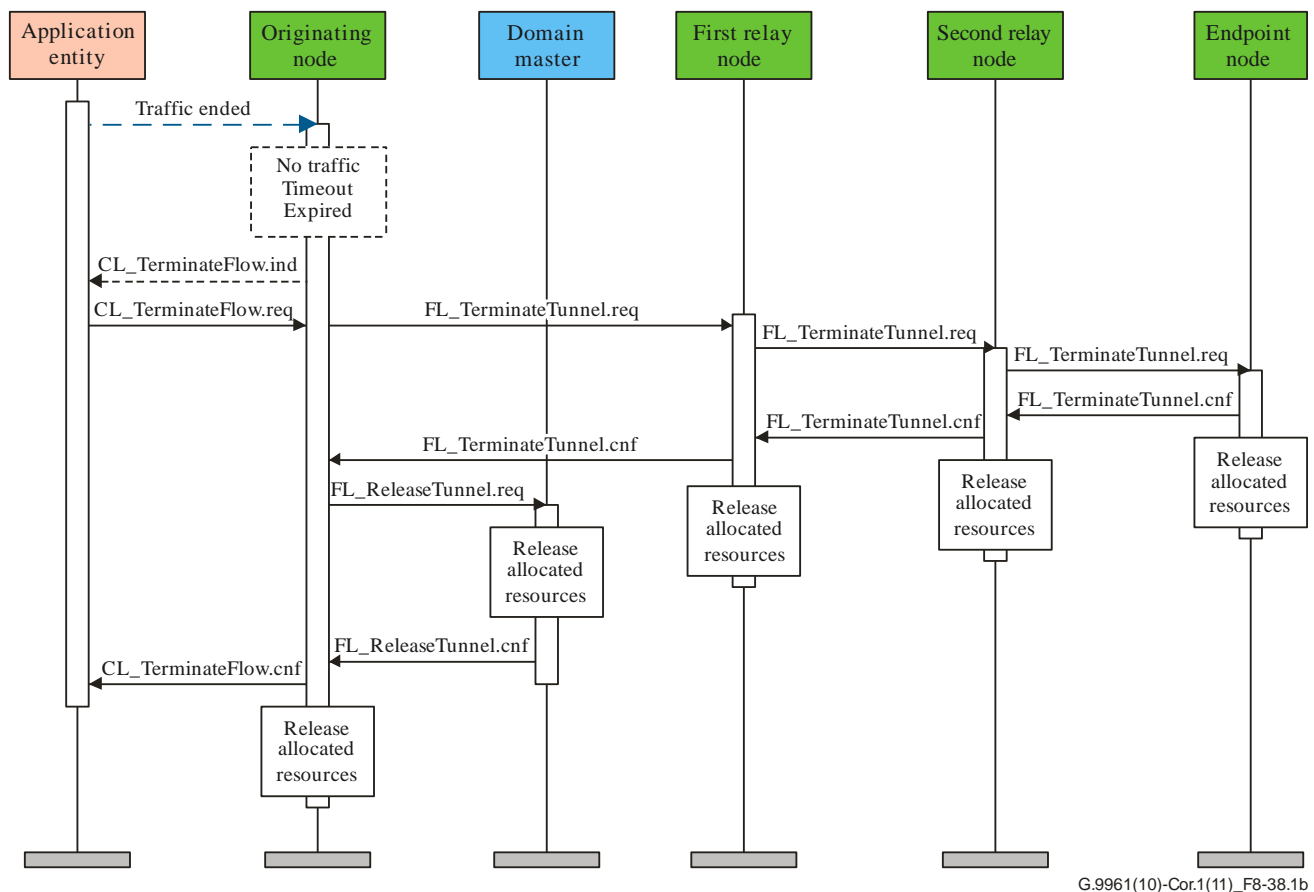 Application
entity
Originating
node
Domain
master
First relay
node
Second relay
node
Endpoint
node
Traffic ended
No traffic
Timeout
Expired
CL_TerminateFlow.ind
CL_TerminateFlow.req
FL_TerminateTunnel.req
FL_TerminateTunnel.req
FL_TerminateTunnel.req
FL_TerminateTunnel.cnf
FL_TerminateTunnel.cnf
FL_TerminateTunnel.cnf
Release
allocated
resources
Release
allocated
resources
Release
allocated
resources
FL_ReleaseTunnel.req
Release
allocated
resources
FL_ReleaseTunnel.cnf
CL_TerminateFlow.cnf
Release
allocated
resources
G.9961(10)-Cor.1(11)_F8-38.1b